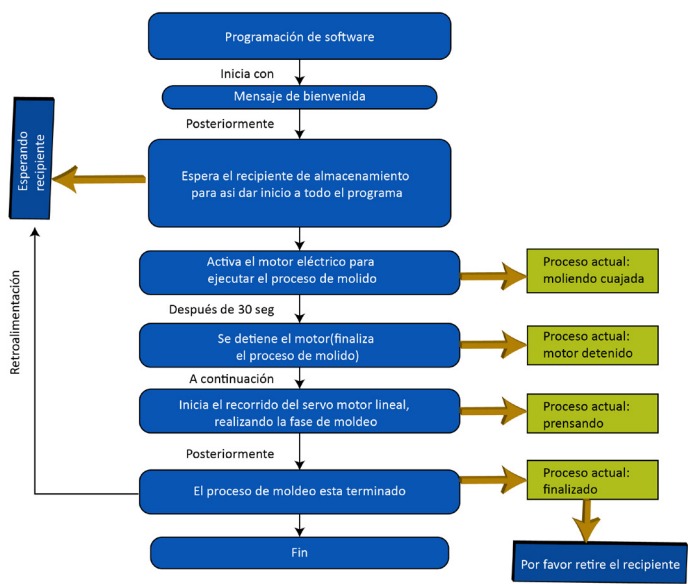 Programación de software
Inicia con
Mensaje de bienvenida
Posteriormente
Esperando
recipiente
Espera el recipiente de almacenamiento
para asi dar inicio a todo el programa
Activa el motor eléctrico para
ejecutar el proceso de molido
Proceso actual:
moliendo cuajada
Retroalimentación
Después de 30 seg
Se detiene el motor(finaliza
el proceso de molido)
Proceso actual:
motor detenido
A continuación
Inicia el recorrido del servo motor lineal,
realizando la fase de moldeo
Proceso actual:
prensando
Posteriormente
El proceso de moldeo esta terminado
Proceso actual:
finalizado
Fin
Por favor retire el recipiente